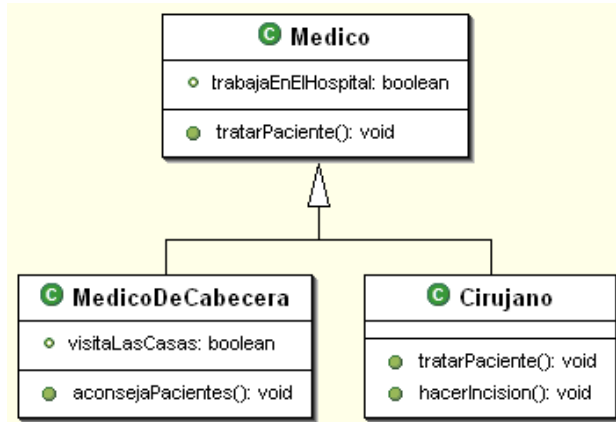 C Medico
trabajaEnElHospital: boolean
tratarPaciente(): void
C MedicoDeCabecera
visitaLasCasas: boolean
aconsejaPacientes(): void
C Cirujano
tratarPaciente(): void
hacerIncision(): void